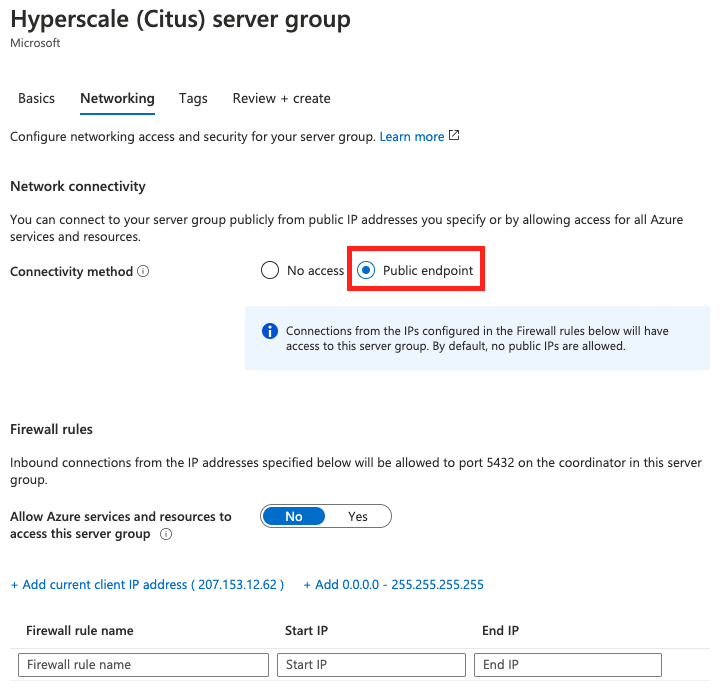 Hyperscale (Citus) server group
Microsoft
Basics Networking Tags Review + create
Configure networking access and security for your server group. Learn more
Network connectivity
You can connect to your server group publicly from public IP addresses you specify or by allowing access for all Azure
services and resources.
Connectivity method No access Public endpoint
Connections from the IPs configured in the Firewall rules below will have
access to this server group. By default, no public IPs are allowed.
Firewall rules
Inbound connections from the IP addresses specified below will be allowed to port 5432 on the coordinator in this server
group.
Allow Azure services and resources to
access this server group
No Yes
+ Add current client IP address ( 207.153.12.62 ) + Add 0.0.0.0 - 255.255.255.255
Firewall rule name Start IP End IP
Firewall rule name Start IP End IP